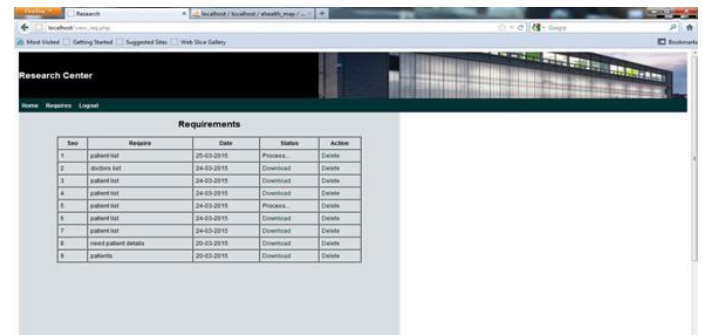 Firefox
Research
localhost / localhost / ehealth_map / ...
localhost/view_req.php
Google
Most Visited Getting Started Suggested Sites Web Slice Gallery
Bookmarks
Research Center
Home Requires Logout
Requirements
Sno Require Date Status Action
1 patient list 25-03-2015 Process... Delete
2 doctors list 24-03-2015 Download Delete
3 patient list 24-03-2015 Download Delete
4 patient list 24-03-2015 Download Delete
5 patient list 24-03-2015 Process... Delete
6 patient list 24-03-2015 Download Delete
7 patient list 24-03-2015 Download Delete
8 need patient details 20-03-2015 Download Delete
9 patients 20-03-2015 Download Delete